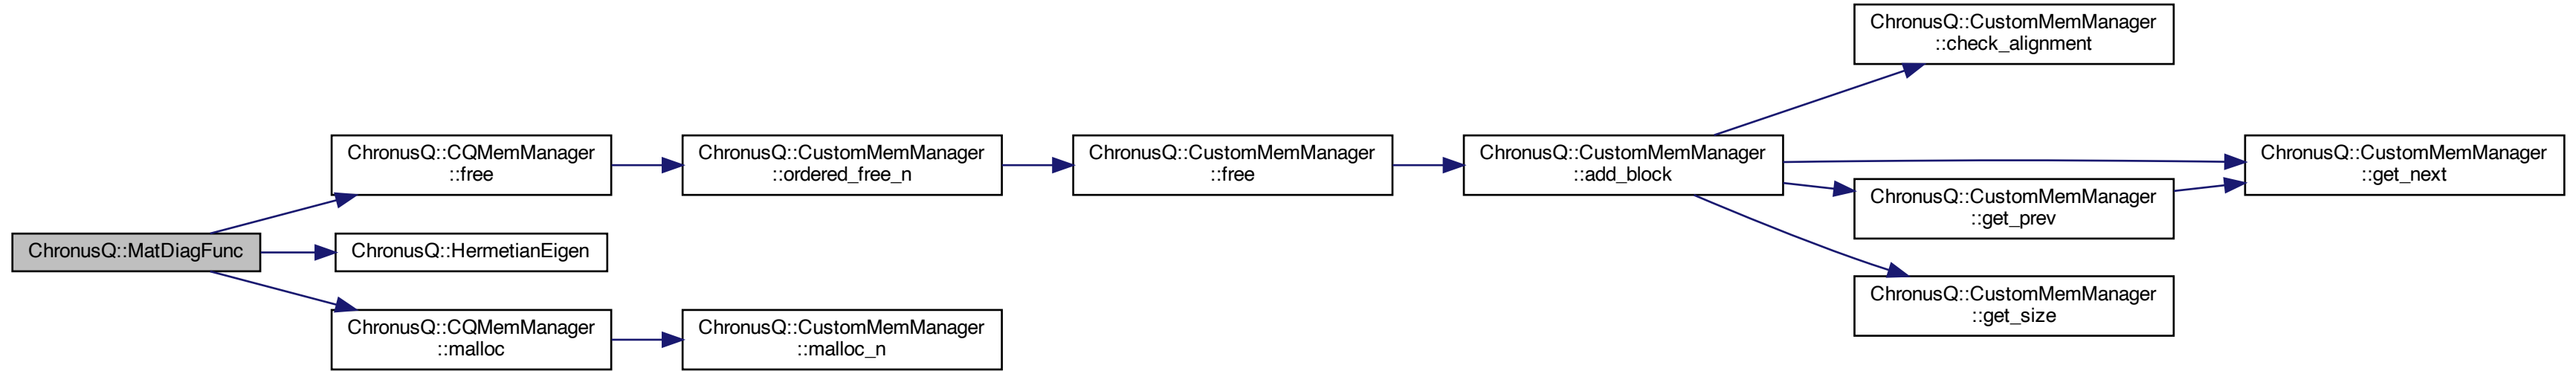 ChronusQ::MatDiagFunc
ChronusQ::CQMemManager
::free
ChronusQ::HermetianEigen
ChronusQ::CQMemManager
::malloc
ChronusQ::CustomMemManager
::ordered_free_n
ChronusQ::CustomMemManager
::malloc_n
ChronusQ::CustomMemManager
::free
ChronusQ::CustomMemManager
::add_block
ChronusQ::CustomMemManager
::check_alignment
ChronusQ::CustomMemManager
::get_prev
ChronusQ::CustomMemManager
::get_size
ChronusQ::CustomMemManager
::get_next